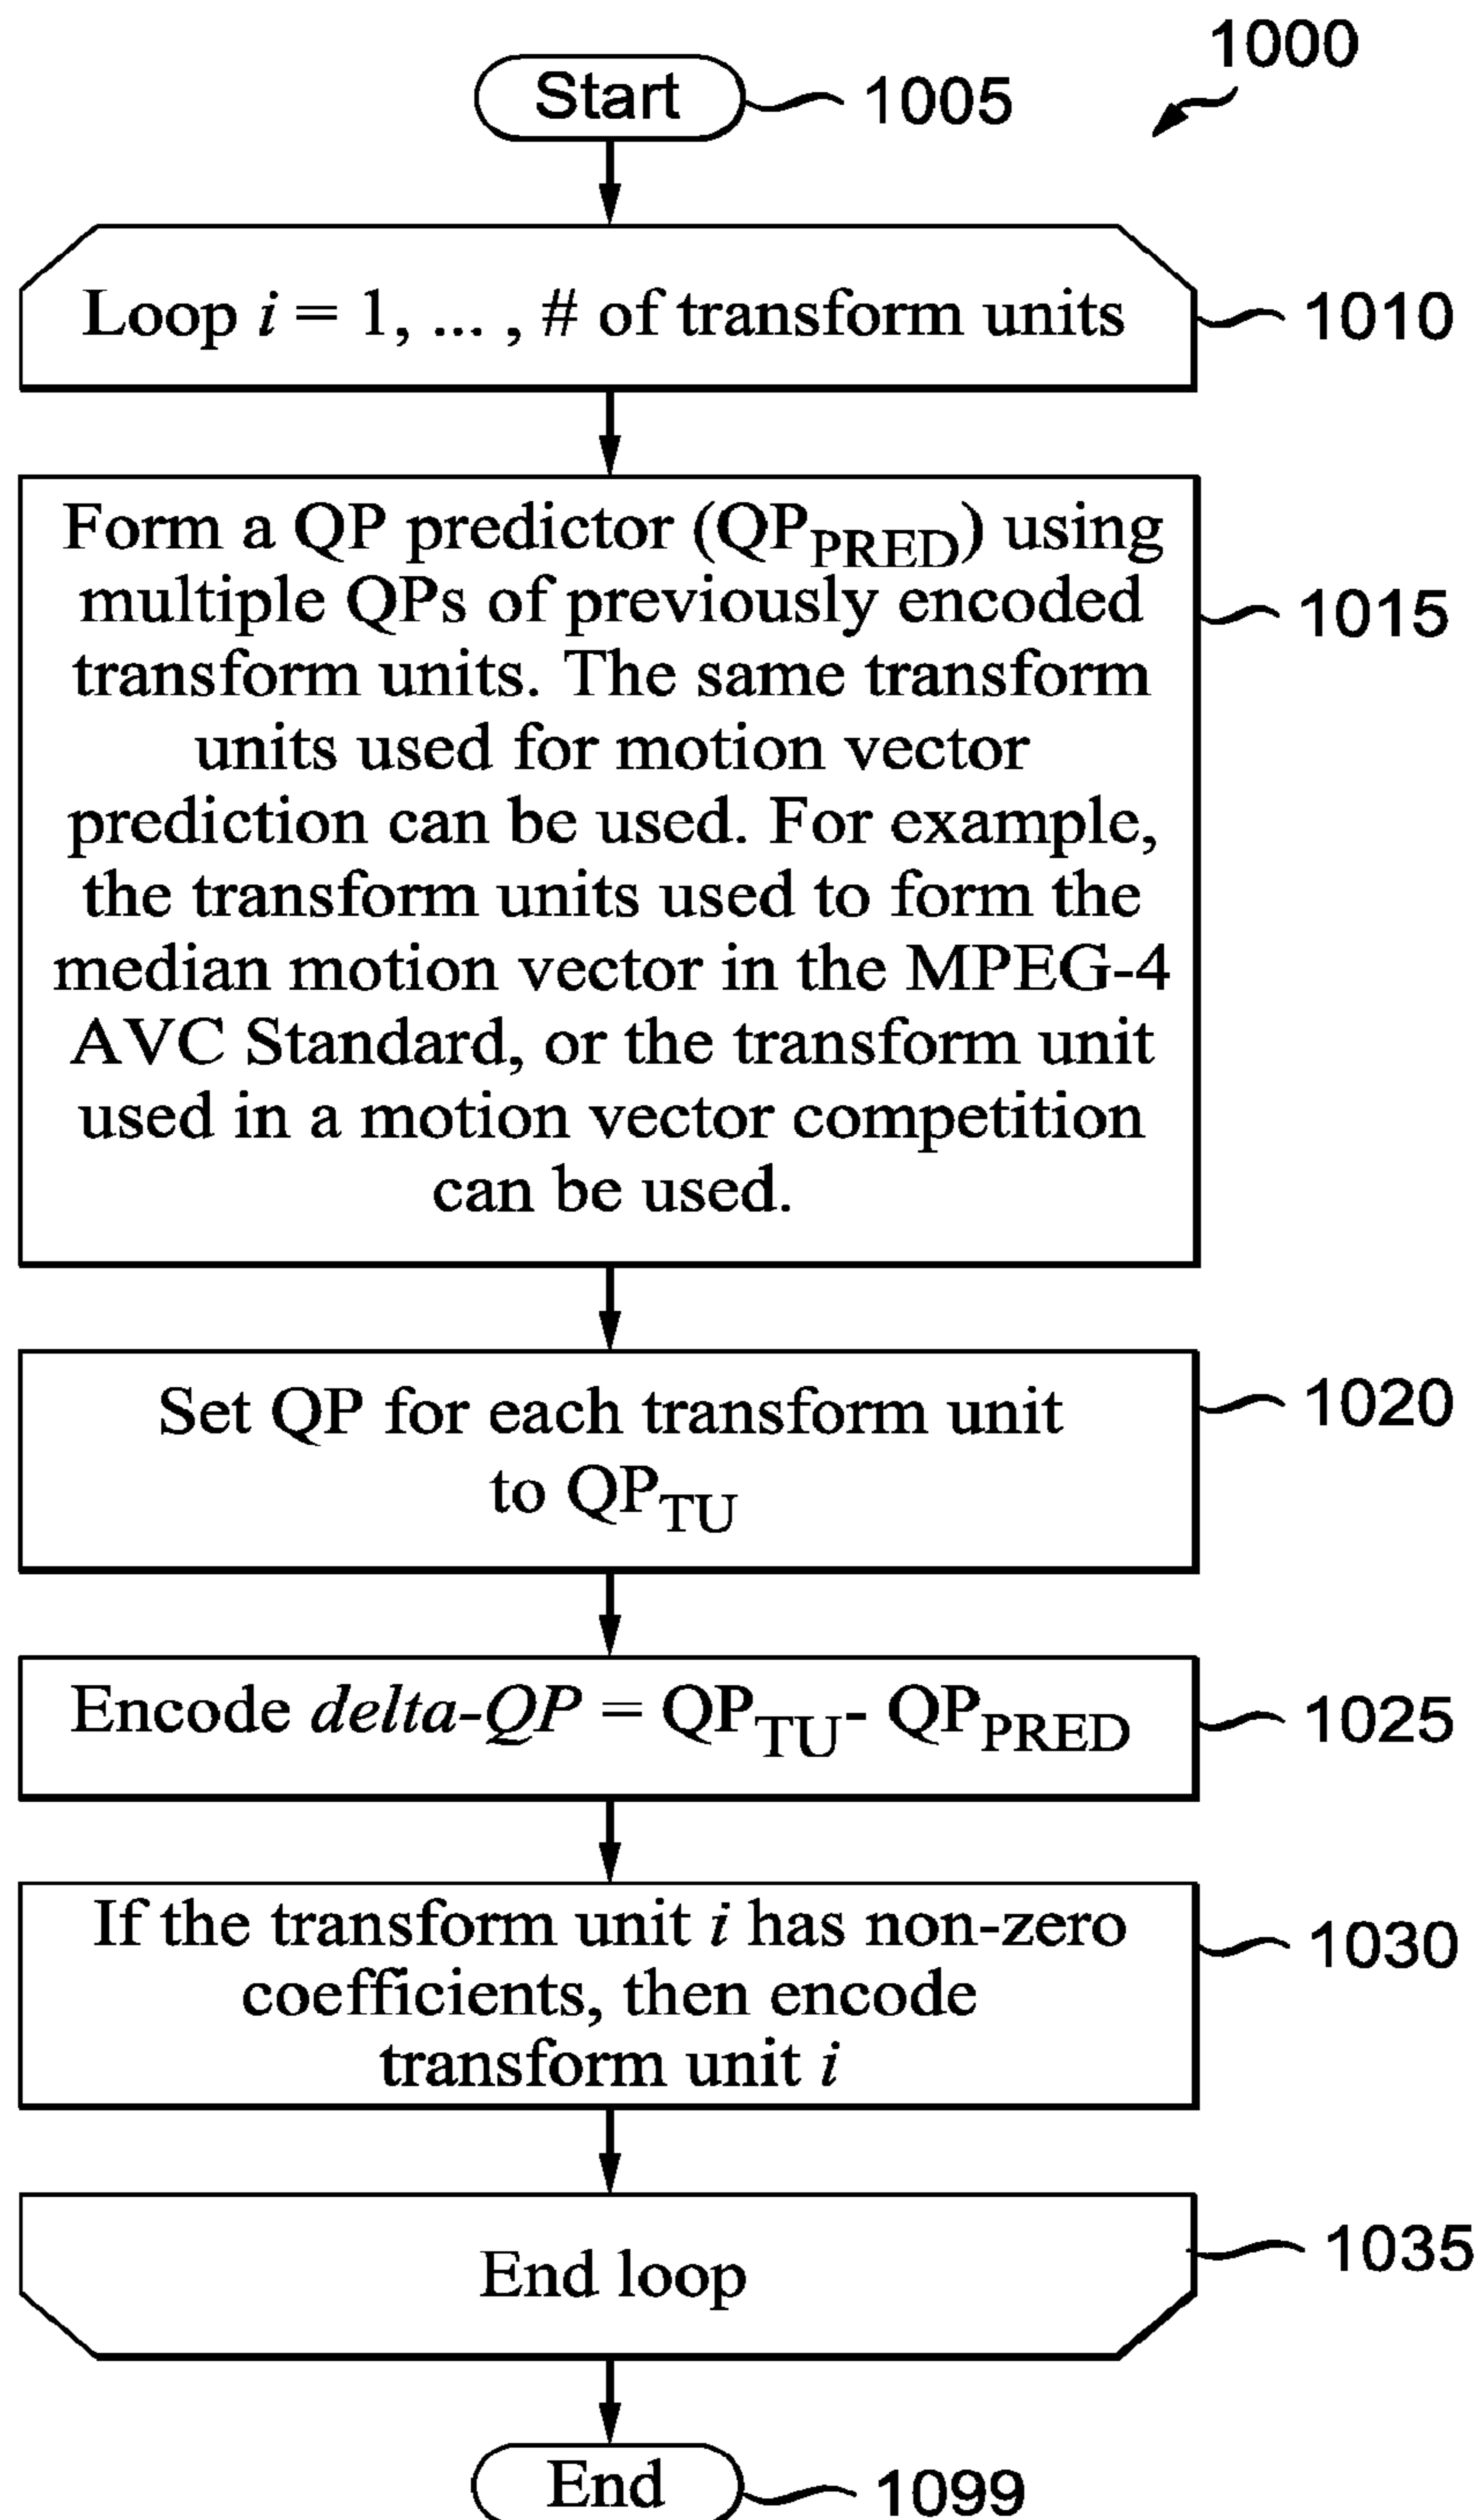 1000
Start
1005
Loop i = 1, ... , # of transform units
1010
Form a QP predictor (QPPRED) using
multiple QPs of previously encoded
transform units. The same transform
units used for motion vector
prediction can be used. For example,
the transform units used to form the
median motion vector in the MPEG-4
AVC Standard, or the transform unit
used in a motion vector competition
can be used.
1015
Set QP for each transform unit
to QPTU
1020
Encode delta-QP = QPTU- QPPRED
1025
If the transform unit i has non-zero
coefficients, then encode
transform unit i
1030
End loop
1035
End
1099